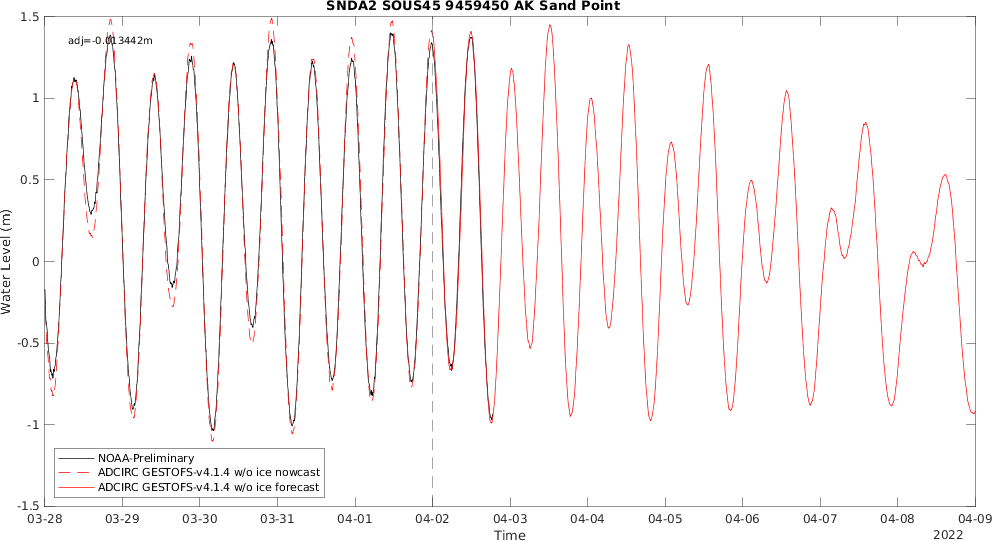 SNDA2 SOUS45 9459450 AK Sand Point
adj=-0.013442m
Water Level (m)
1.5
1
0.5
0
-0.5
-1
-1.5
NOAA-Preliminary
ADCIRC GESTOFS-v4.1.4 w/o ice nowcast
ADCIRC GESTOFS-v4.1.4 w/o ice forecast
03-28 03-29 03-30 03-31 04-01 04-02 04-03 04-04 04-05 04-06 04-07 04-08 04-09
Time
2022